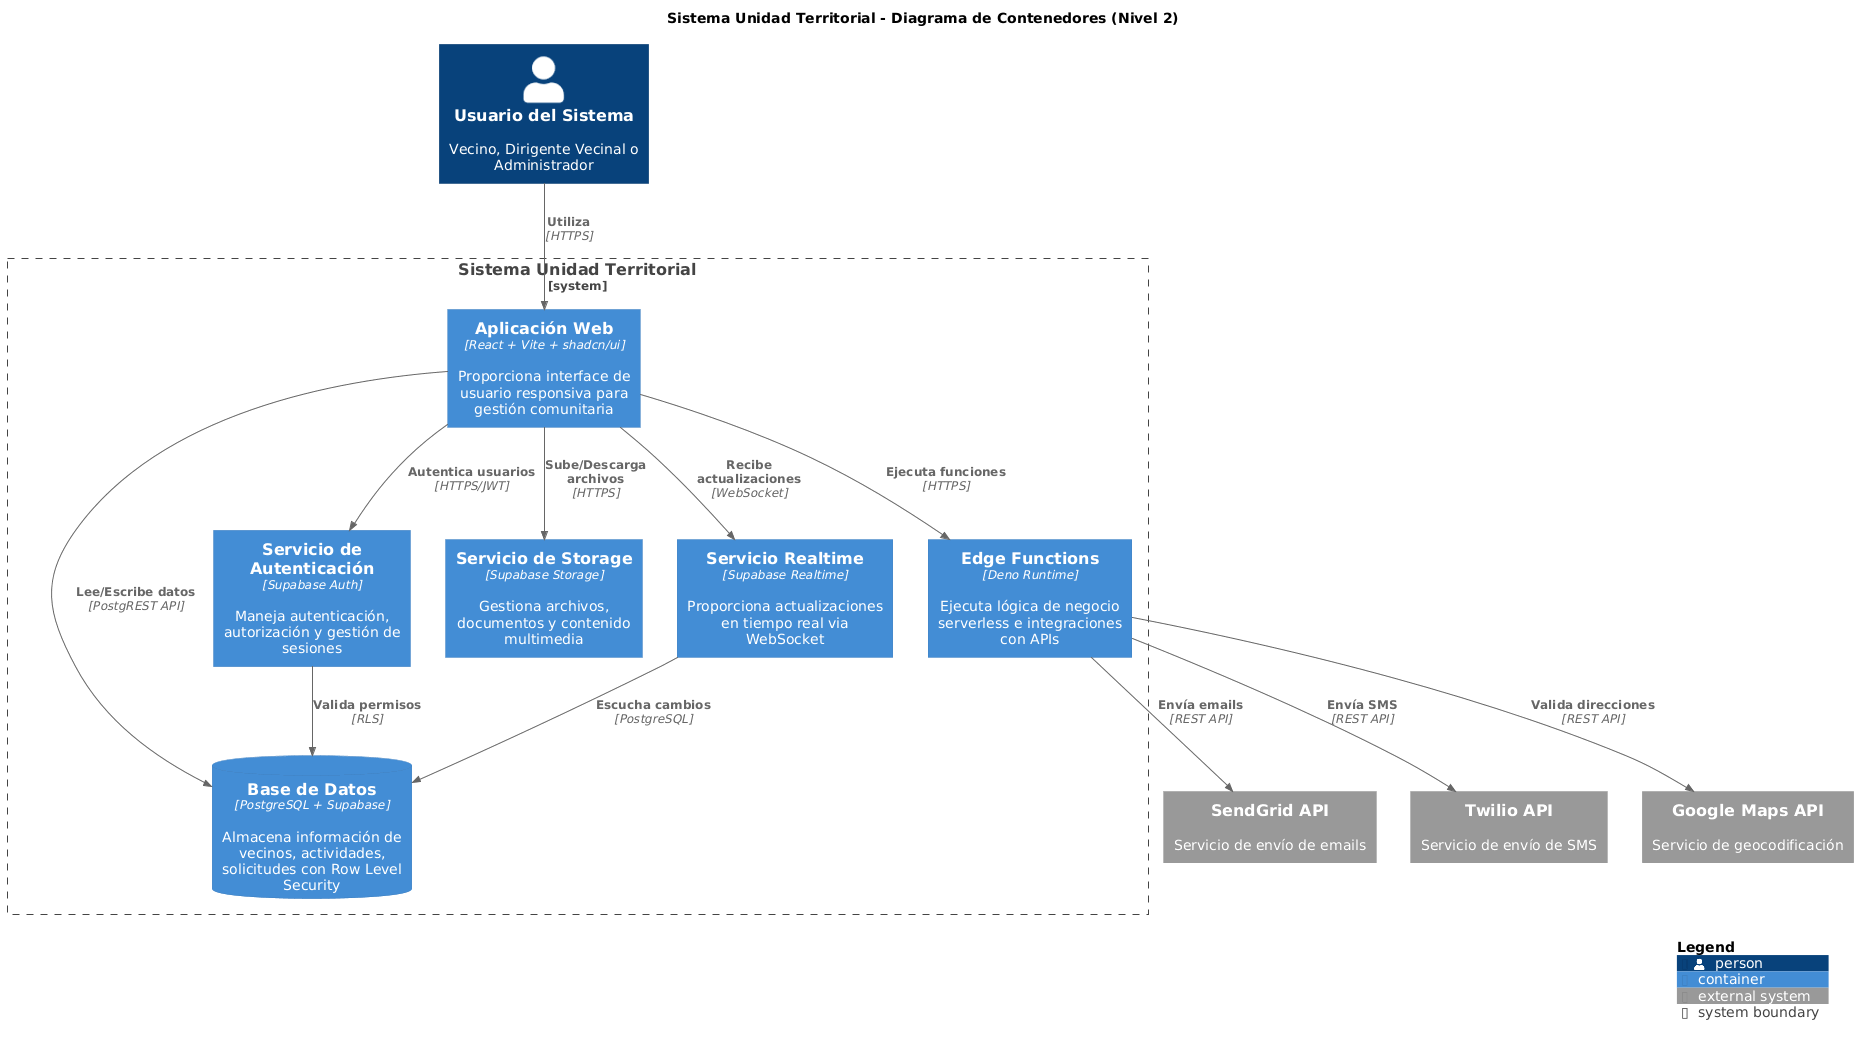 Sistema Unidad Territorial - Diagrama de Contenedores (Nivel 2)
Usuario del Sistema
Vecino, Dirigente Vecinal o
Administrador
Utiliza
[HTTPS]
Sistema Unidad Territorial
[system]
Aplicación Web
[React + Vite + shadcn/ui]
Proporciona interface de
usuario responsiva para
gestión comunitaria
Autentica usuarios
[HTTPS/JWT]
Sube/Descarga
archivos
[HTTPS]
Recibe
actualizaciones
[WebSocket]
Ejecuta funciones
[HTTPS]
Lee/Escribe datos
[PostgREST API]
Servicio de
Autenticación
[Supabase Auth]
Maneja autenticación,
autorización y gestión de
sesiones
Servicio de Storage
[Supabase Storage]
Gestiona archivos,
documentos y contenido
multimedia
Servicio Realtime
[Supabase Realtime]
Proporciona actualizaciones
en tiempo real via
WebSocket
Edge Functions
[Deno Runtime]
Ejecuta lógica de negocio
serverless e integraciones
con APIs
Valida permisos
[RLS]
Escucha cambios
[PostgreSQL]
Envía emails
[REST API]
Envía SMS
[REST API]
Valida direcciones
[REST API]
Base de Datos
[PostgreSQL + Supabase]
Almacena información de
vecinos, actividades,
solicitudes con Row Level
Security
SendGrid API
Servicio de envío de emails
Twilio API
Servicio de envío de SMS
Google Maps API
Servicio de geocodificación
Legend
person
container
external system
system boundary